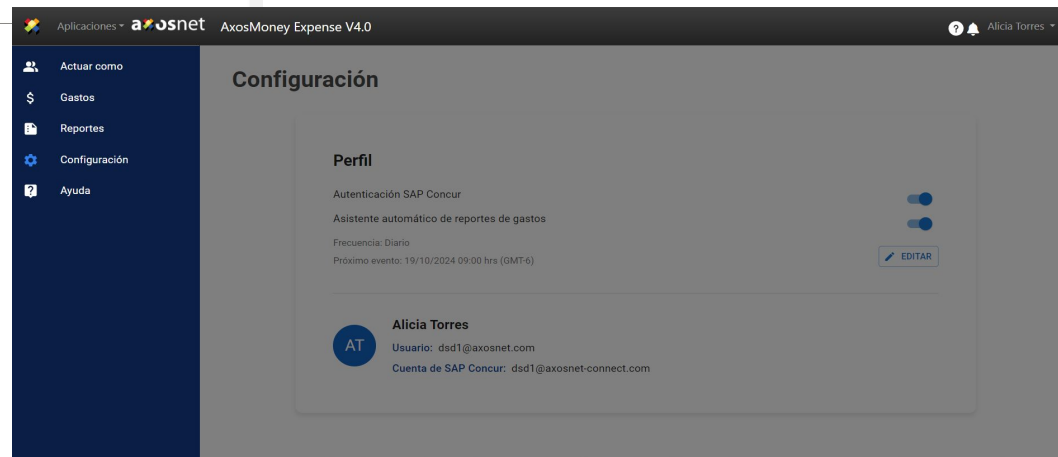 Aplicaciones axosnet AxosMoney Expense V4.0 ? Alicia Torres
Actuar como
$ Gastos
Reportes
Configuración
? Ayuda
Configuración
Perfil
Autenticación SAP Concur
Asistente automático de reportes de gastos
Frecuencia: Diario
Próximo evento: 19/10/2024 09:00 hrs (GMT-6)
EDITAR
AT
Alicia Torres
Usuario: dsd1@axosnet.com
Cuenta de SAP Concur: dsd1@axosnet-connect.com